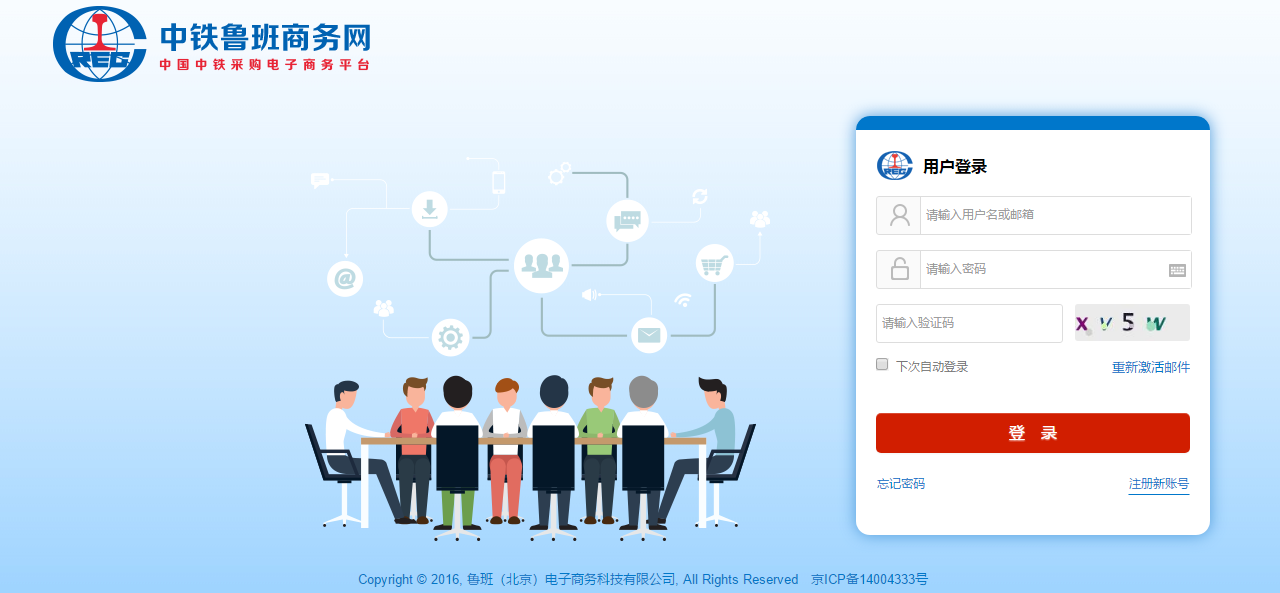 中铁鲁班商务网
中国中铁采购电子商务平台
REG
REG
用户登录
请输入用户名或邮箱
请输入密码
请输入验证码
X V 5 W
下次自动登录
重新激活邮件
登 录
忘记密码
注册新账号
Copyright © 2016, 鲁班（北京）电子商务科技有限公司, All Rights Reserved 京ICP备14004333号